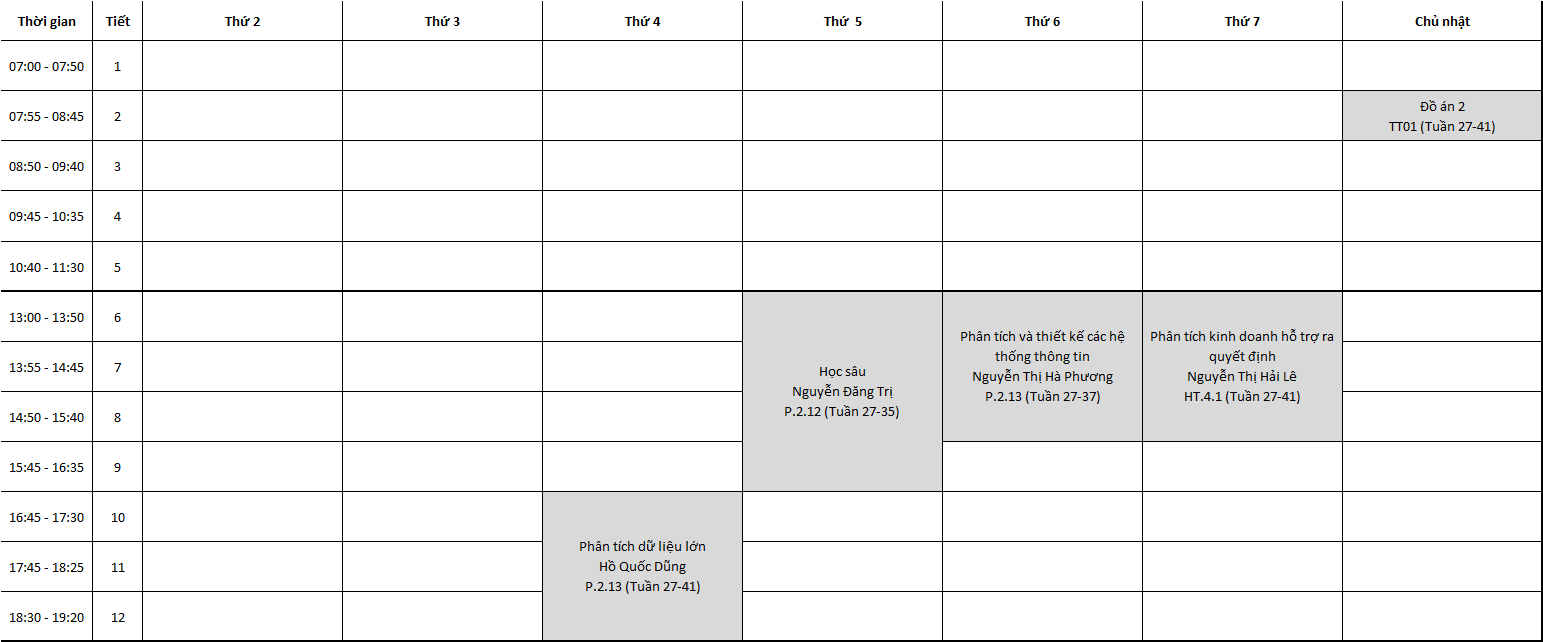 Thời gian Tiết Thứ 2 Thứ 3 Thứ 4 Thứ 5 Thứ 6 Thứ 7 Chủ nhật
07:00 - 07:50 1
07:55 - 08:45 2
Đồ án 2
TT01 (Tuần 27-41)
08:50 - 09:40 3
09:45 - 10:35 4
10:40 - 11:30 5
13:00 - 13:50 6
13:55 - 14:45 7
14:50 - 15:40 8
15:45 - 16:35 9
Học sâu
Nguyễn Đăng Trị
P.2.12 (Tuần 27-35)
Phân tích và thiết kế các hệ
thống thông tin
Nguyễn Thị Hà Phương
P.2.13 (Tuần 27-37)
Phân tích kinh doanh hỗ trợ ra
quyết định
Nguyễn Thị Hải Lê
HT.4.1 (Tuần 27-41)
16:45 - 17:30 10
17:45 - 18:25 11
18:30 - 19:20 12
Phân tích dữ liệu lớn
Hồ Quốc Dũng
P.2.13 (Tuần 27-41)